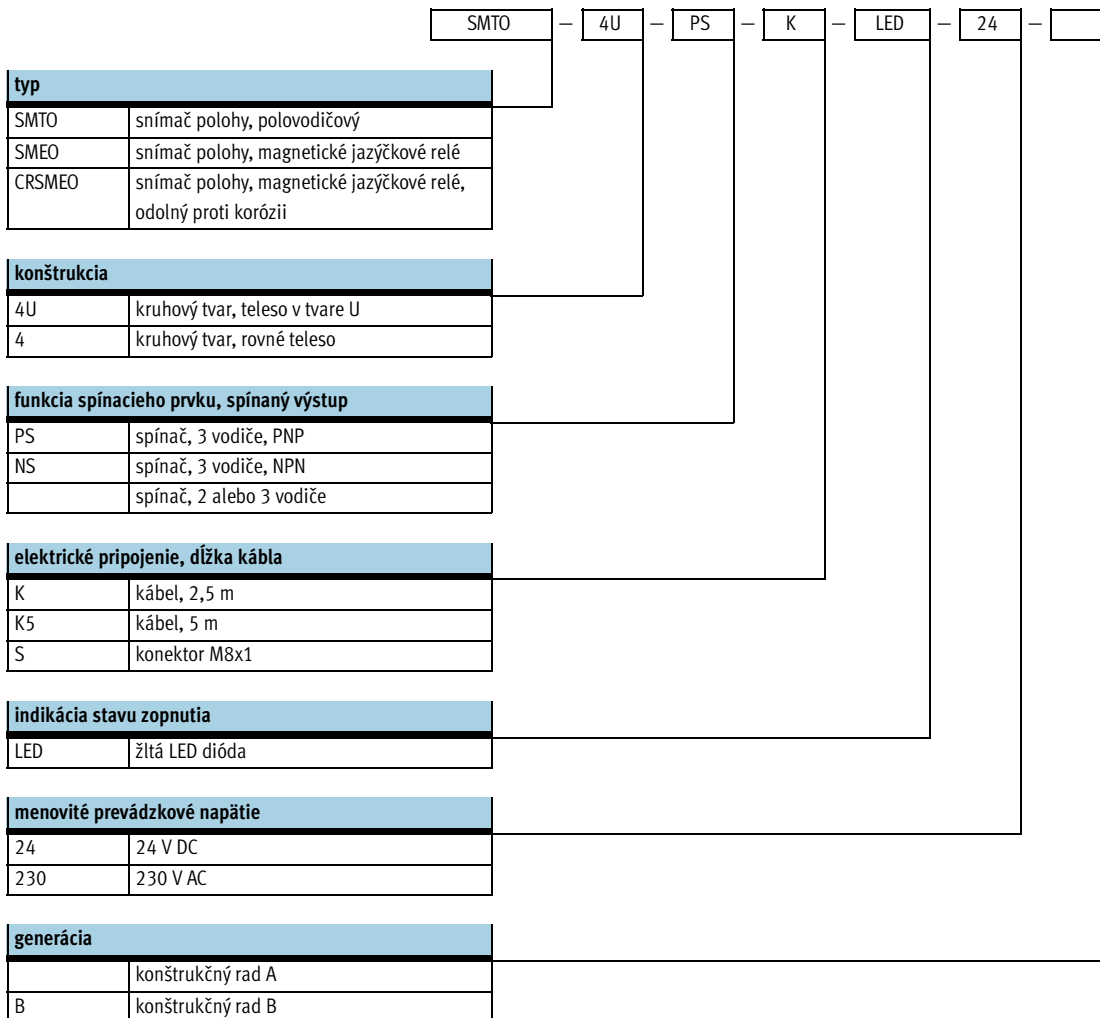 SMTO – 4U – PS – K – LED – 24 –
typ
SMTO snímač polohy, polovodičový
SMEO snímač polohy, magnetické jazýčkové relé
CRSMEO snímač polohy, magnetické jazýčkové relé,
odolný proti korózii
konštrukcia
4U kruhový tvar, teleso v tvare U
4 kruhový tvar, rovné teleso
funkcia spínacieho prvku, spínaný výstup
PS spínač, 3 vodiče, PNP
NS spínač, 3 vodiče, NPN
spínač, 2 alebo 3 vodiče
elektrické pripojenie, dĺžka kábla
K kábel, 2,5 m
K5 kábel, 5 m
S konektor M8x1
indikácia stavu zopnutia
LED žltá LED dióda
menovité prevádzkové napätie
24 24 V DC
230 230 V AC
generácia
konštrukčný rad A
B konštrukčný rad B